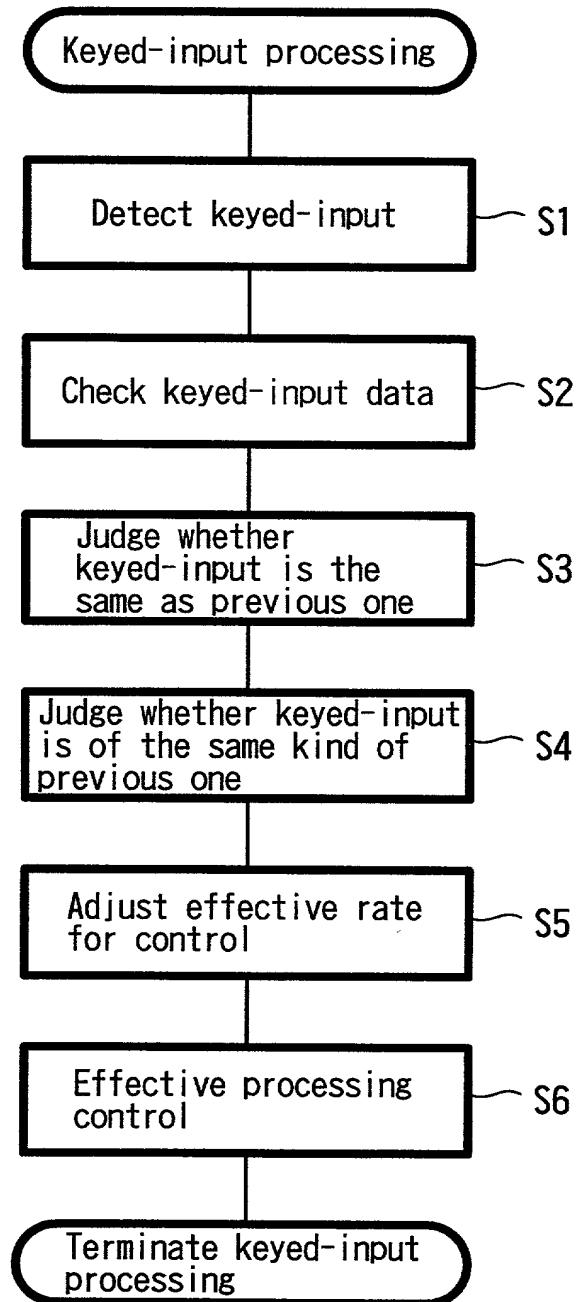 Keyed-input processing
Detect keyed-input
S1
Check keyed-input data
S2
Judge whether
keyed-input is the
same as previous one
S3
Judge whether keyed-input
is of the same kind of
previous one
S4
Adjust effective rate
for control
S5
Effective processing
control
S6
Terminate keyed-input
processing